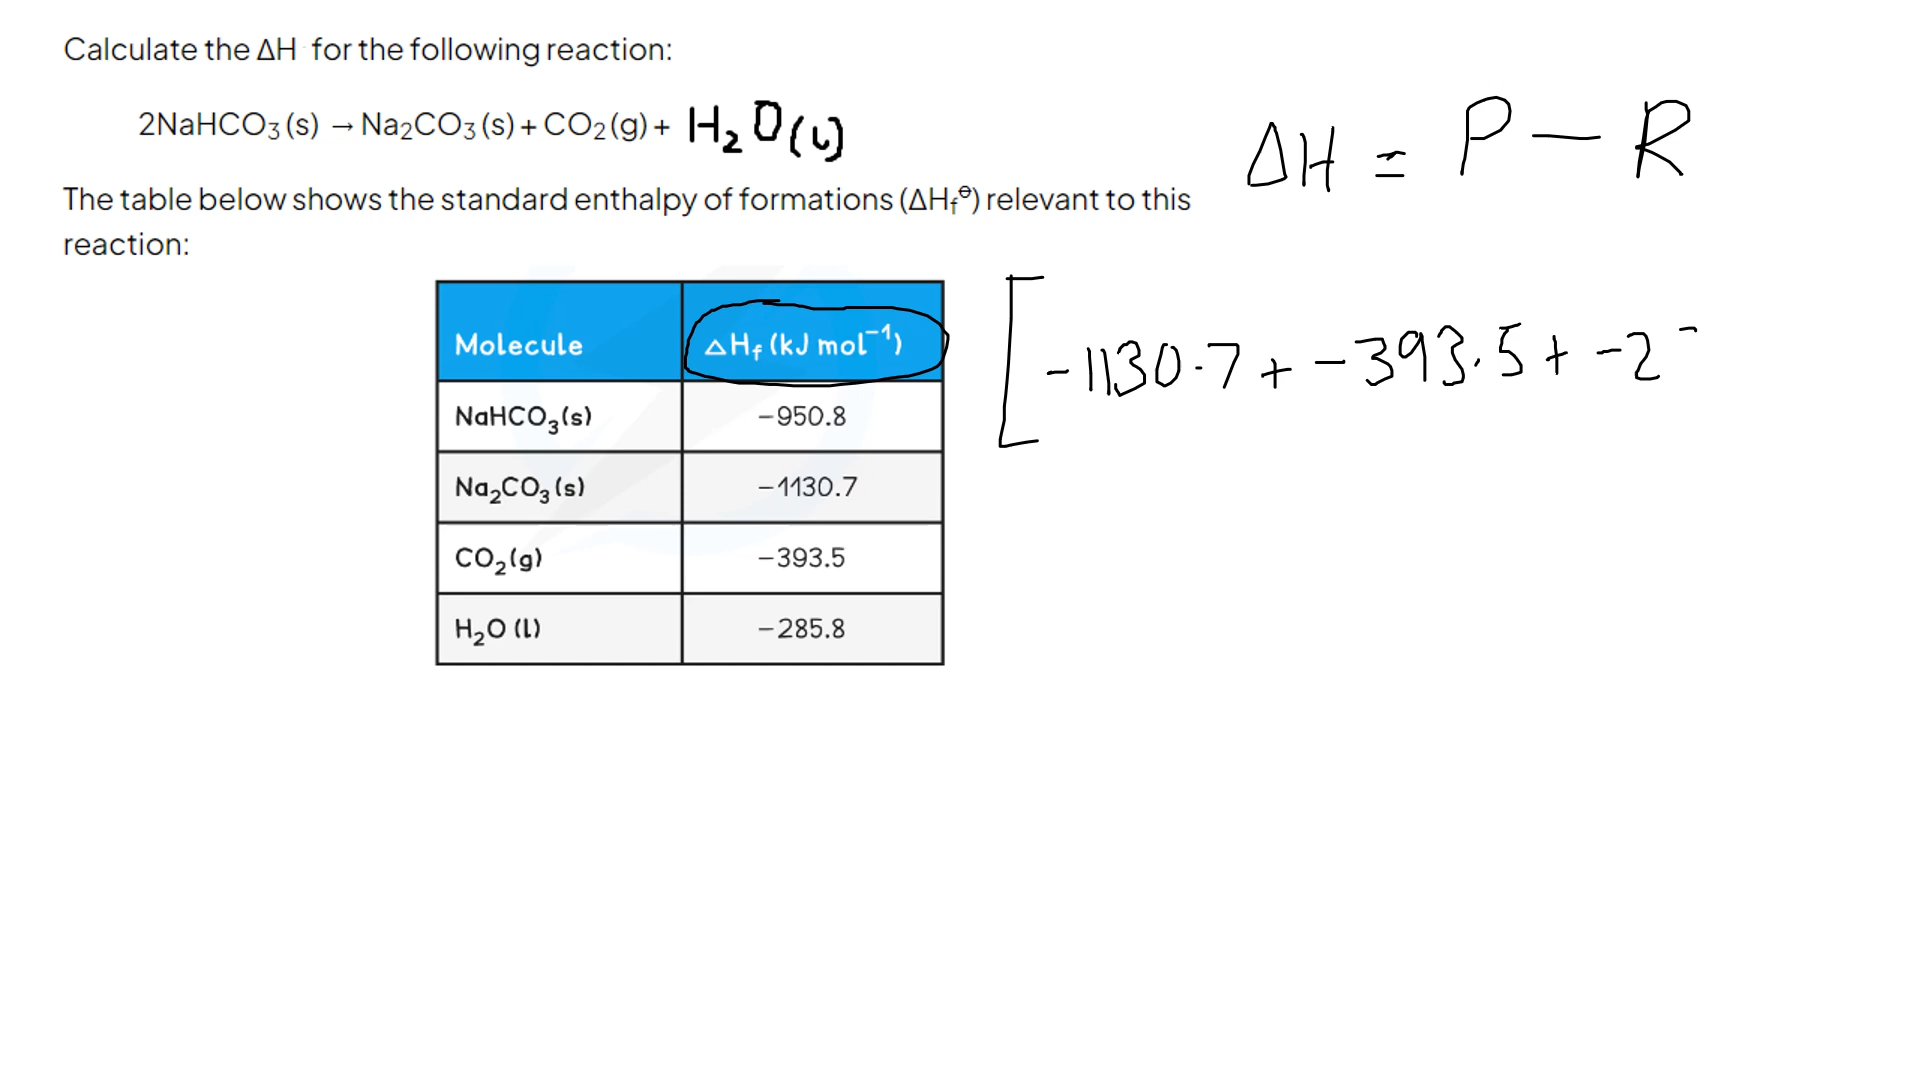 Calculate the ΔH for the following reaction:
2NaHCO₃(s) → Na₂CO₃(s) + CO₂(g) + H₂O(l)
ΔH = P − R
The table below shows the standard enthalpy of formations (ΔHfᶱ) relevant to this
reaction:
Molecule △Hf (kJ mol⁻¹)
NaHCO₃(s) −950.8
Na₂CO₃(s) −1130.7
CO₂(g) −393.5
H₂O (l) −285.8
[-1130.7 + -393.5 + -2